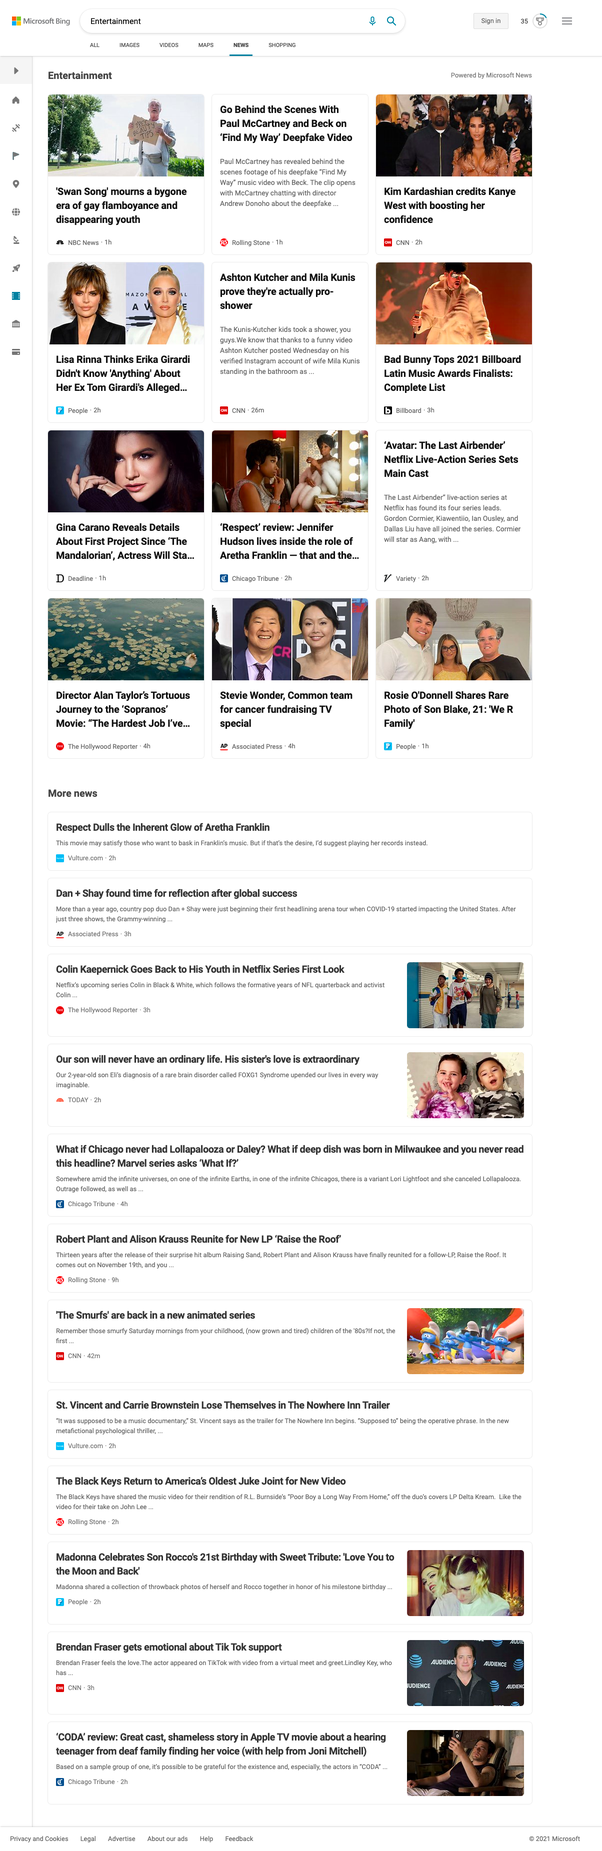 Microsoft Bing
Entertainment
Sign in
35
ALL
IMAGES
VIDEOS
MAPS
NEWS
SHOPPING
Entertainment
Powered by Microsoft News
'Swan Song' mourns a bygone
era of gay flamboyance and
disappearing youth
NBC News · 1h
Go Behind the Scenes With
Paul McCartney and Beck on
'Find My Way' Deepfake Video
Paul McCartney has revealed behind the
scenes footage of his deepfake "Find My
Way" music video with Beck. The clip opens
with McCartney chatting with director
Andrew Donoho about the deepfake ...
Rolling Stone · 1h
Kim Kardashian credits Kanye
West with boosting her
confidence
CNN · 2h
Lisa Rinna Thinks Erika Girardi
Didn't Know 'Anything' About
Her Ex Tom Girardi's Alleged...
People · 2h
Ashton Kutcher and Mila Kunis
prove they're actually pro-
shower
The Kunis-Kutcher kids took a shower, you
guys.We know that thanks to a funny video
Ashton Kutcher posted Wednesday on his
verified Instagram account of wife Mila Kunis
standing in the bathroom as ...
CNN · 26m
Bad Bunny Tops 2021 Billboard
Latin Music Awards Finalists:
Complete List
Billboard · 3h
Gina Carano Reveals Details
About First Project Since 'The
Mandalorian', Actress Will Sta...
Deadline · 1h
'Respect' review: Jennifer
Hudson lives inside the role of
Aretha Franklin — that and the...
Chicago Tribune · 2h
'Avatar: The Last Airbender'
Netflix Live-Action Series Sets
Main Cast
The Last Airbender" live-action series at
Netflix has found its four series leads.
Gordon Cormier, Kiawentiio, Ian Ousley, and
Dallas Liu have all joined the series. Cormier
will star as Aang, with ...
Variety · 2h
Director Alan Taylor's Tortuous
Journey to the 'Sopranos'
Movie: "The Hardest Job I've...
The Hollywood Reporter · 4h
Stevie Wonder, Common team
for cancer fundraising TV
special
Associated Press · 4h
Rosie O'Donnell Shares Rare
Photo of Son Blake, 21: 'We R
Family'
People · 1h
More news
Respect Dulls the Inherent Glow of Aretha Franklin
This movie may satisfy those who want to bask in Franklin's music. But if that's the desire, I'd suggest playing her records instead.
Vulture.com · 2h
Dan + Shay found time for reflection after global success
More than a year ago, country pop duo Dan + Shay were just beginning their first headlining arena tour when COVID-19 started impacting the United States. After
just three shows, the Grammy-winning ...
Associated Press · 3h
Colin Kaepernick Goes Back to His Youth in Netflix Series First Look
Netflix's upcoming series Colin in Black & White, which follows the formative years of NFL quarterback and activist
Colin ...
The Hollywood Reporter · 3h
Our son will never have an ordinary life. His sister's love is extraordinary
Our 2-year-old son Eli's diagnosis of a rare brain disorder called FOXG1 Syndrome upended our lives in every way
imaginable.
TODAY · 2h
What if Chicago never had Lollapalooza or Daley? What if deep dish was born in Milwaukee and you never read
this headline? Marvel series asks 'What If?'
Somewhere amid the infinite universes, on one of the infinite Earths, in one of the infinite Chicagos, there is a variant Lori Lightfoot and she canceled Lollapalooza.
Outrage followed, as well as ...
Chicago Tribune · 4h
Robert Plant and Alison Krauss Reunite for New LP 'Raise the Roof'
Thirteen years after the release of their surprise hit album Raising Sand, Robert Plant and Alison Krauss have finally reunited for a follow-LP, Raise the Roof. It
comes out on November 19th, and you ...
Rolling Stone · 9h
'The Smurfs' are back in a new animated series
Remember those smurfy Saturday mornings from your childhood, (now grown and tired) children of the '80s?If not, the
first ...
CNN · 42m
St. Vincent and Carrie Brownstein Lose Themselves in The Nowhere Inn Trailer
"It was supposed to be a music documentary," St. Vincent says as the trailer for The Nowhere Inn begins. "Supposed to" being the operative phrase. In the new
metafictional psychological thriller, ...
Vulture.com · 2h
The Black Keys Return to America's Oldest Juke Joint for New Video
The Black Keys have shared the music video for their rendition of R.L. Burnside's "Poor Boy a Long Way From Home," off the duo's covers LP Delta Kream. Like the
video for their take on John Lee ...
Rolling Stone · 2h
Madonna Celebrates Son Rocco's 21st Birthday with Sweet Tribute: 'Love You to
the Moon and Back'
Madonna shared a collection of throwback photos of herself and Rocco together in honor of his milestone birthday ...
People · 2h
Brendan Fraser gets emotional about Tik Tok support
Brendan Fraser feels the love.The actor appeared on TikTok with video from a virtual meet and greet.Lindley Key, who
has ...
CNN · 3h
'CODA' review: Great cast, shameless story in Apple TV movie about a hearing
teenager from deaf family finding her voice (with help from Joni Mitchell)
Based on a sample group of one, it's possible to be grateful for the existence and, especially, the actors in "CODA" ...
Chicago Tribune · 2h
Privacy and Cookies
Legal
Advertise
About our ads
Help
Feedback
© 2021 Microsoft